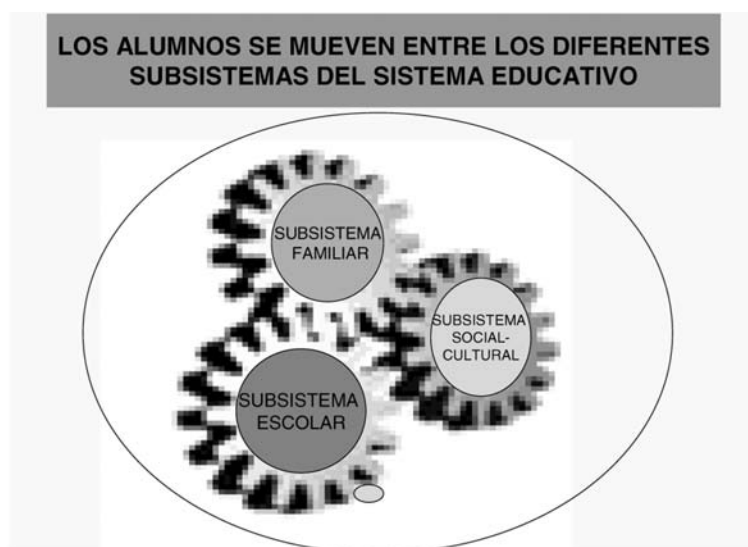 LOS ALUMNOS SE MUEVEN ENTRE LOS DIFERENTES
SUBSISTEMAS DEL SISTEMA EDUCATIVO
SUBSISTEMA
FAMILIAR
SUBSISTEMA
SOCIAL-
CULTURAL
SUBSISTEMA
ESCOLAR